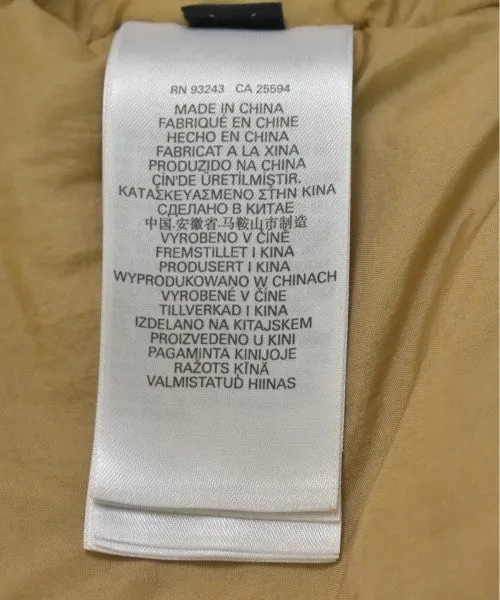 RN 93243 CA 25594
MADE IN CHINA
FABRIQUÉ EN CHINE
HECHO EN CHINA
FABRICAT A LA XINA
PRODUZIDO NA CHINA
ÇİN'DE ÜRETİLMİŞTİR.
ΚΑΤΑΣΚΕΥΑΣΜΕΝΟ ΣΤΗΝ ΚΙΝΑ
СДЕЛАНО В КИТАЕ
中国.安徽省.马鞍山市制造
VYROBENO V ČÍNĚ
FREMSTILLET I KINA
PRODUSERT I KINA
WYPRODUKOWANO W CHINACH
VYROBENÉ V ČÍNE
TILLVERKAD I KINA
IZDELANO NA KITAJSKEM
PROIZVEDENO U KINI
PAGAMINTA KINIJOJE
RAŽOTS ĶĪNĀ
VALMISTATUD HIINAS